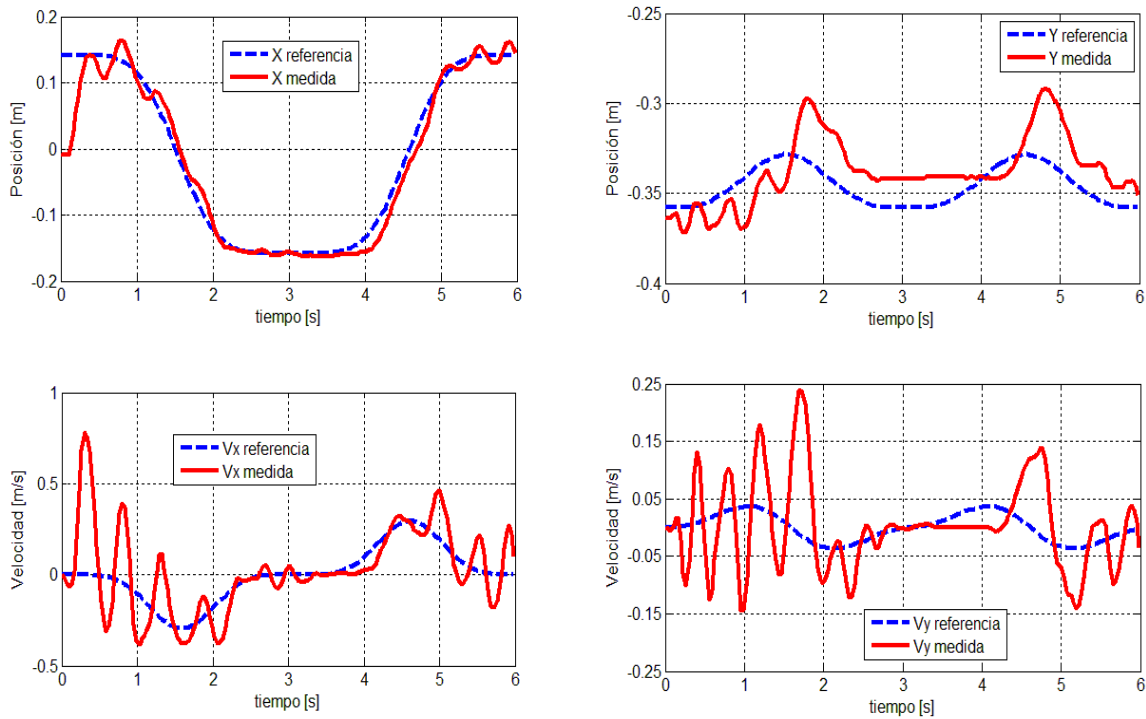 0.2
0.1
0
-0.1
-0.2
0 1 2 3 4 5 6
Posición [m]
tiempo [s]
X referencia
X medida
-0.25
-0.3
-0.35
-0.4
0 1 2 3 4 5 6
Posición [m]
tiempo [s]
Y referencia
Y medida
1
0.5
0
-0.5
0 1 2 3 4 5 6
Velocidad [m/s]
tiempo [s]
Vx referencia
Vx medida
0.25
0.15
0.05
-0.05
-0.15
-0.25
0 1 2 3 4 5 6
Velocidad [m/s]
tiempo [s]
Vy referencia
Vy medida